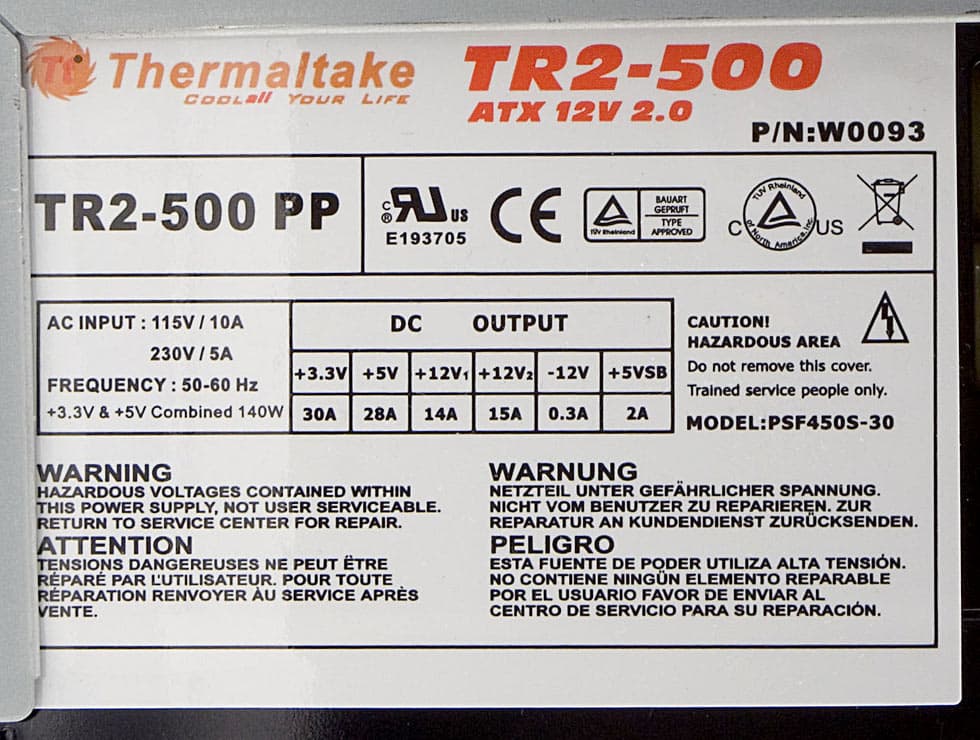 Tt Thermaltake
COOLall YOUR LIFE
TR2-500
ATX 12V 2.0
P/N:W0093
TR2-500 PP
C ® RU US
E193705
CE
TÜV Rheinland
BAUART
GEPRÜFT
TYPE
APPROVED
TÜV Rheinland
of North America, Inc.
C US
AC INPUT : 115V / 10A
230V / 5A
FREQUENCY : 50-60 Hz
+3.3V & +5V Combined 140W
DC OUTPUT
+3.3V +5V +12V₁ +12V₂ -12V +5VSB
30A 28A 14A 15A 0.3A 2A
CAUTION!
HAZARDOUS AREA
Do not remove this cover.
Trained service people only.
MODEL:PSF450S-30
WARNING
HAZARDOUS VOLTAGES CONTAINED WITHIN
THIS POWER SUPPLY, NOT USER SERVICEABLE.
RETURN TO SERVICE CENTER FOR REPAIR.
ATTENTION
TENSIONS DANGEREUSES NE PEUT ËTRE
RÉPARÉ PAR L'UTILISATEUR. POUR TOUTE
RÉPARATION RENVOYER ÀU SERVICE APRÈS
VENTE.
WARNUNG
NETZTEIL UNTER GEFÄHRLICHER SPANNUNG.
NICHT VOM BENUTZER ZU REPARIEREN. ZUR
REPARATUR AN KUNDENDIENST ZURÜCKSENDEN.
PELIGRO
ESTA FUENTE DE PODER UTILIZA ALTA TENSIÓN.
NO CONTIENE NINGÜN ELEMENTO REPARABLE
POR EL USUARIO FAVOR DE ENVIAR AL
CENTRO DE SERVICIO PARA SU REPARACIÓN.